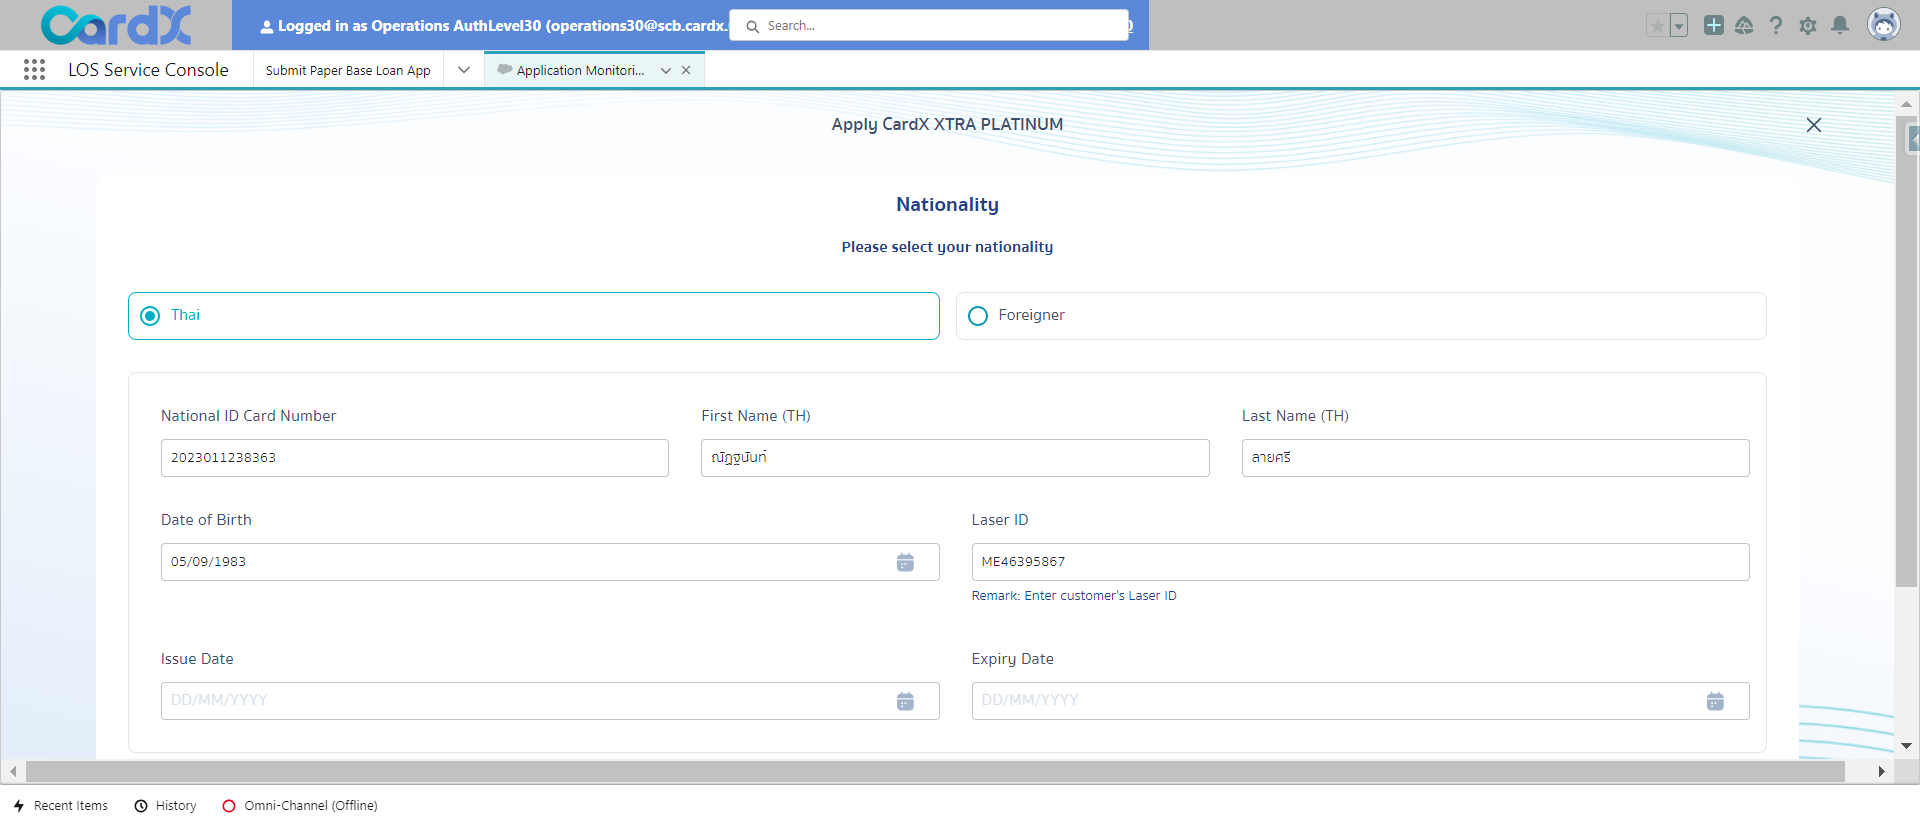 CardX
Logged in as Operations AuthLevel30 (operations30@scb.cardx.
Search...
LOS Service Console
Submit Paper Base Loan App
Application Monitori...
Apply CardX XTRA PLATINUM
Nationality
Please select your nationality
Thai
Foreigner
National ID Card Number
First Name (TH)
Last Name (TH)
2023011238363
ณัฏฐนันท์
ลายศรี
Date of Birth
Laser ID
05/09/1983
ME46395867
Remark: Enter customer's Laser ID
Issue Date
Expiry Date
DD/MM/YYYY
DD/MM/YYYY
Recent Items
History
Omni-Channel (Offline)